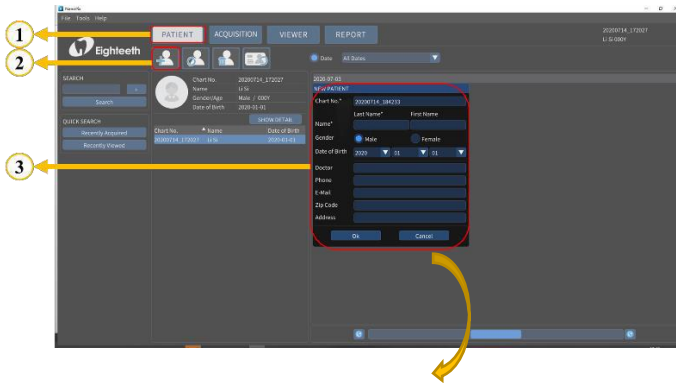 NanoPix
File Tools Help
1
PATIENT ACQUISITION VIEWER REPORT
20200714_172027
Li Si 000Y
Eighteeth
2
Date All Dates
SEARCH
Search
QUICK SEARCH
Recently Acquired
Recently Viewed
Chart No. 20200714_172027
Name Li Si
Gender/Age Male / 000Y
Date of Birth 2020-01-01
SHOW DETAIL
Chart No. Name Date of Birth
20200714_172027 Li Si 2020-01-01
2020-07-03
NEW PATIENT
Chart No.* 20200714_184233
Last Name* First Name
Name*
Gender Male Female
Date of Birth 2020 01 01
3
Doctor
Phone
E-Mail
Zip Code
Address
Ok Cancel